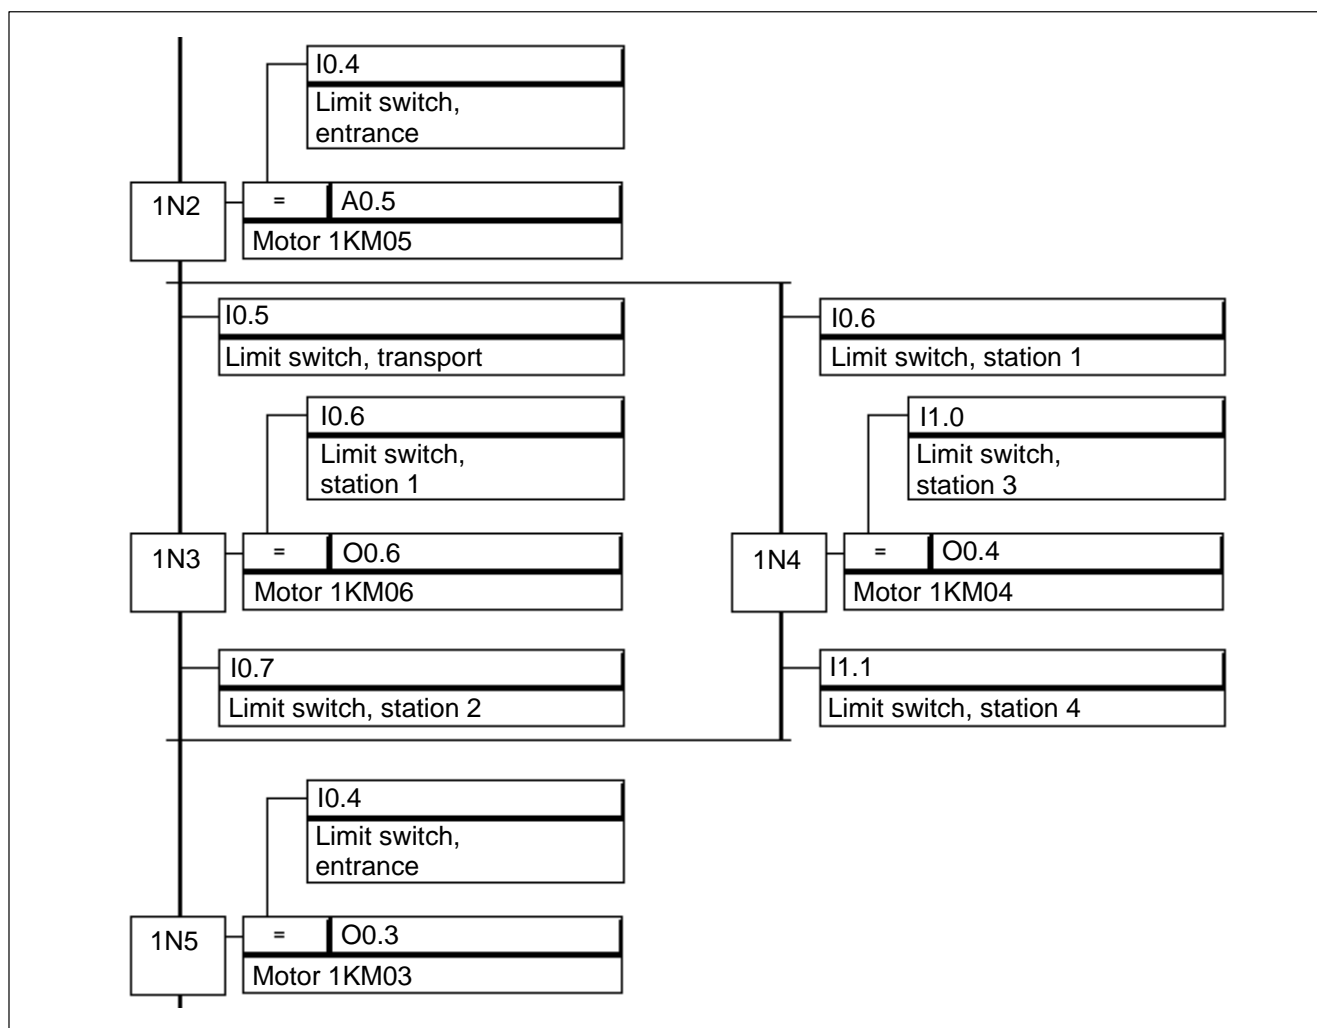 I0.4
Limit switch,
entrance
1N2
=
A0.5
Motor 1KM05
I0.5
Limit switch, transport
I0.6
Limit switch, station 1
I0.6
Limit switch,
station 1
I1.0
Limit switch,
station 3
1N3
=
O0.6
Motor 1KM06
1N4
=
O0.4
Motor 1KM04
I0.7
Limit switch, station 2
I1.1
Limit switch, station 4
I0.4
Limit switch,
entrance
1N5
=
O0.3
Motor 1KM03